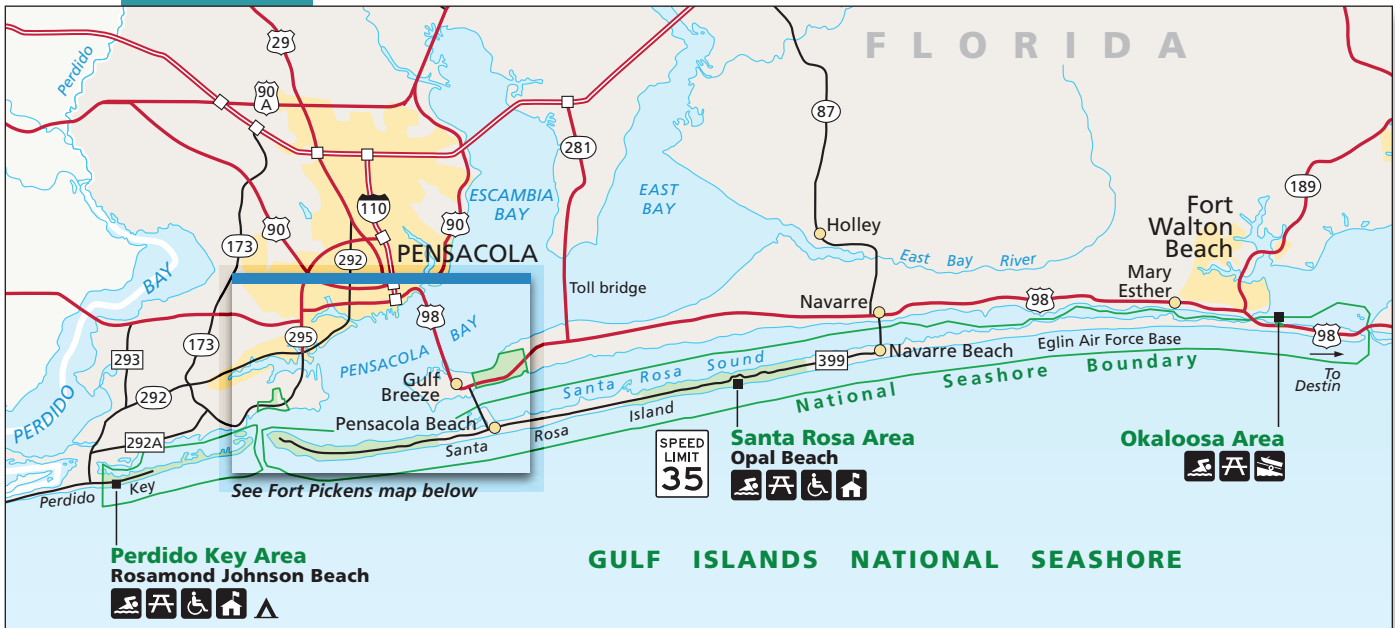 FLORIDA
Perdido
29
90
A
87
281
189
110
ESCAMBIA
BAY
EAST
BAY
90
90
173
292
PENSACOLA
Holley
East Bay River
Fort
Walton
Beach
Mary
Esther
BAY
Toll bridge
Navarre
98
98
98
To
Destin
295
173
293
292
292A
PERDIDO
PENSACOLA BAY
Gulf
Breeze
Pensacola Beach
Santa Rosa Sound
399
Navarre Beach
Eglin Air Force Base
National Seashore Boundary
Santa Rosa Island
SPEED
LIMIT
35
Santa Rosa Area
Opal Beach
Okaloosa Area
Perdido Key
See Fort Pickens map below
Perdido Key Area
Rosamond Johnson Beach
GULF ISLANDS NATIONAL SEASHORE